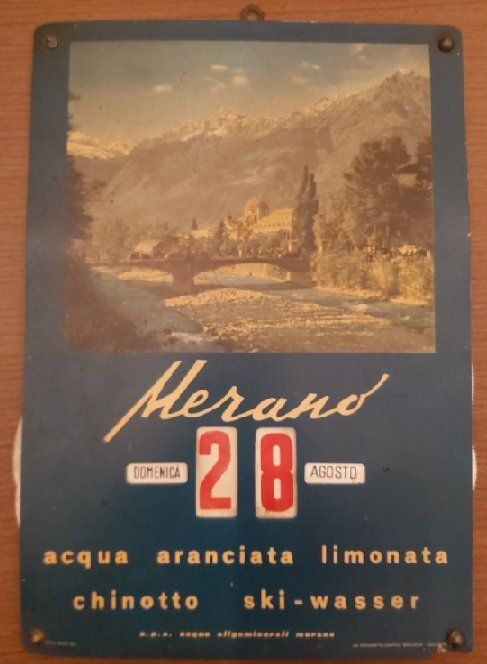 Merano
DOMENICA 28 AGOSTO
acqua aranciata limonata
chinotto ski-wasser
s.p.a. acque oligominerali merano